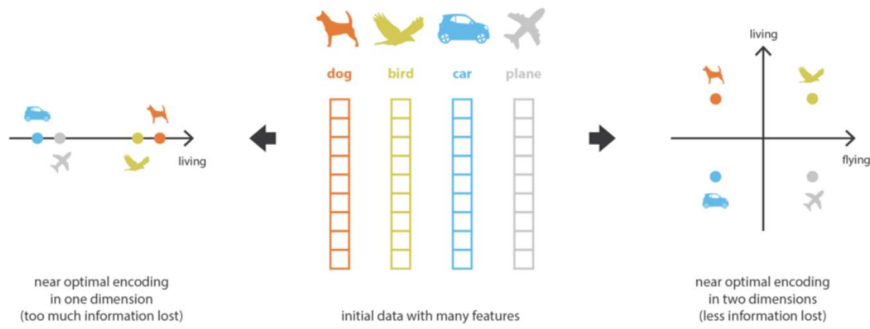 dog
bird
car
plane
living
near optimal encoding
in one dimension
(too much information lost)
initial data with many features
living
flying
near optimal encoding
in two dimensions
(less information lost)